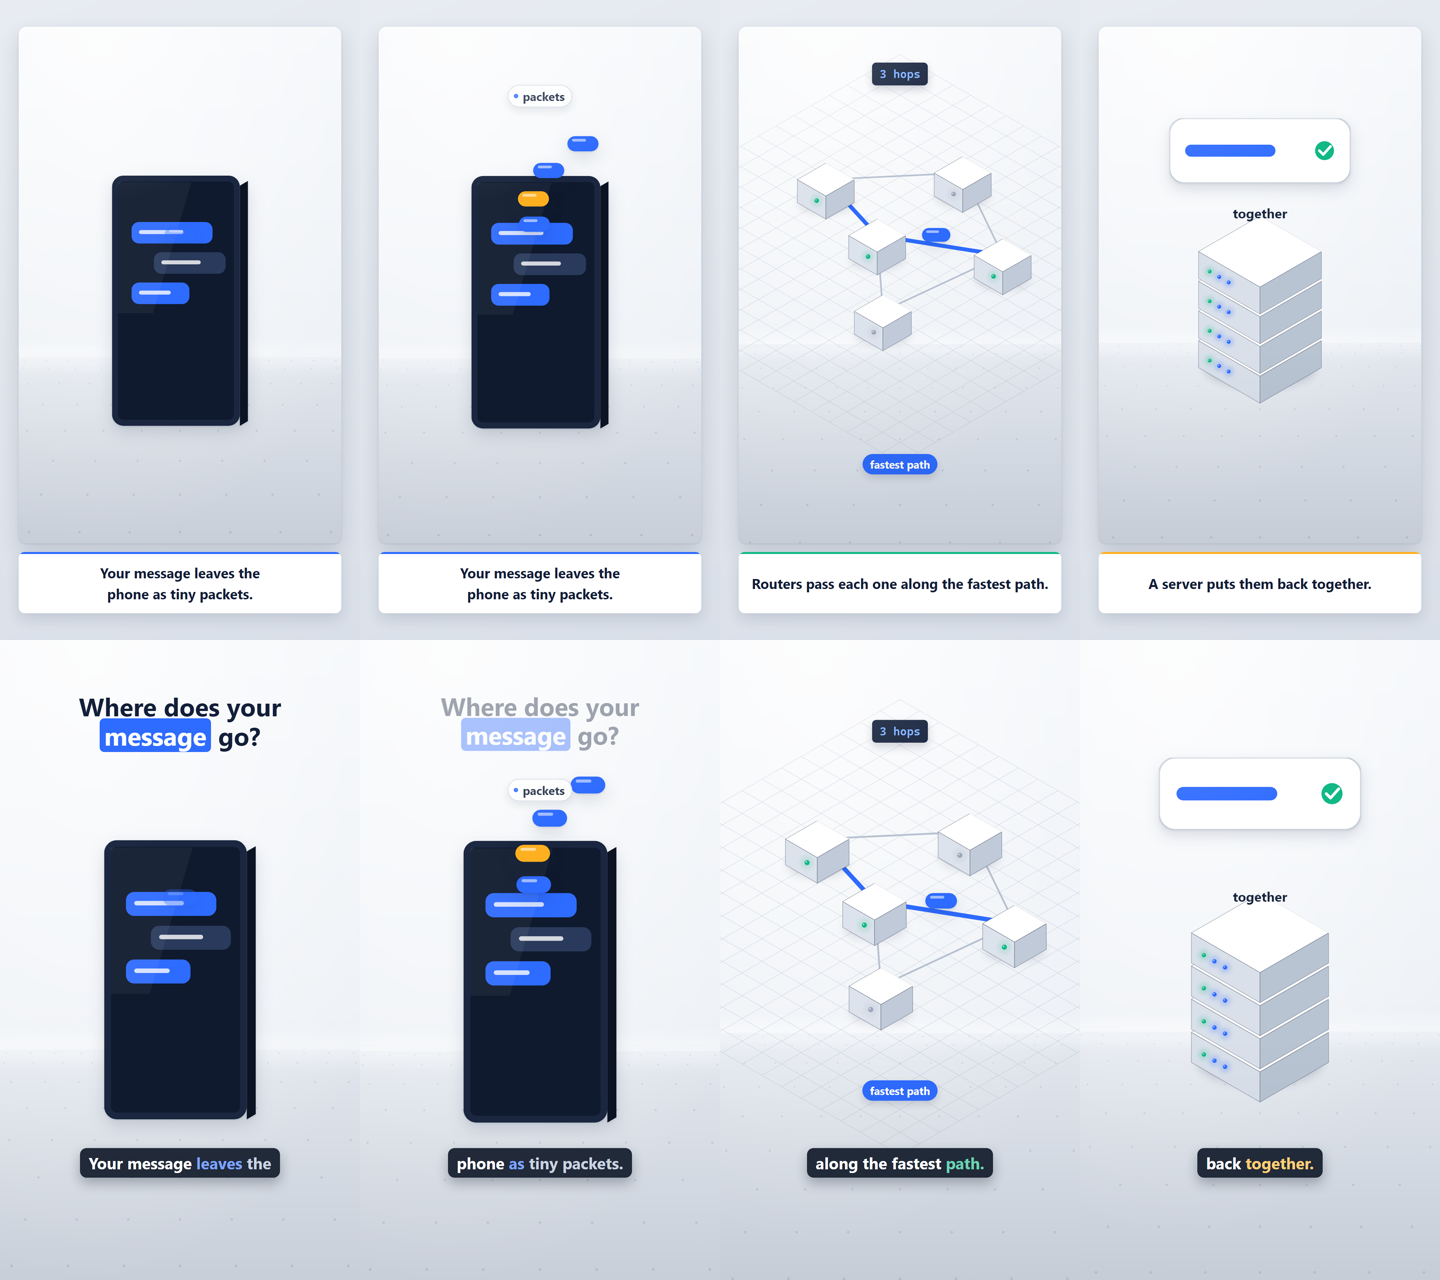 Your message leaves the
phone as tiny packets.
packets
Your message leaves the
phone as tiny packets.
3 hops
fastest path
Routers pass each one along the fastest path.
together
A server puts them back together.
Where does your
message go?
Your message leaves the
Where does your
message go?
packets
phone as tiny packets.
3 hops
fastest path
along the fastest path.
together
back together.